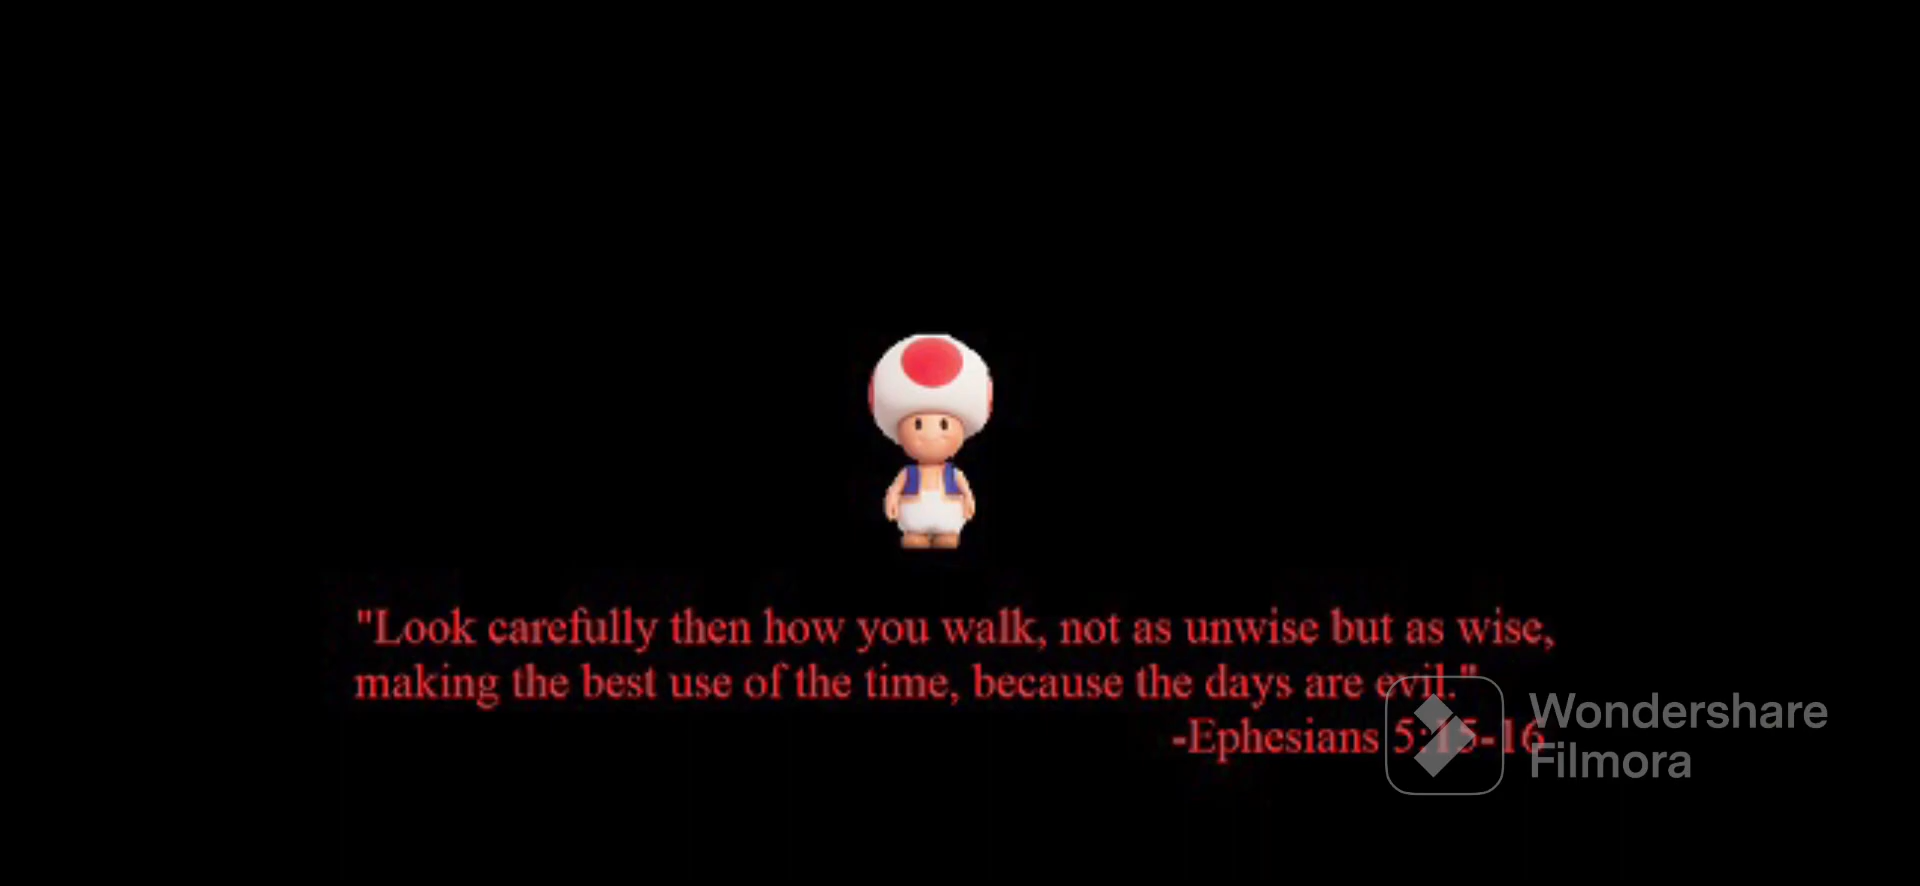 "Look carefully then how you walk, not as unwise but as wise,
making the best use of the time, because the days are evil."
-Ephesians 5:15-16
Wondershare
Filmora